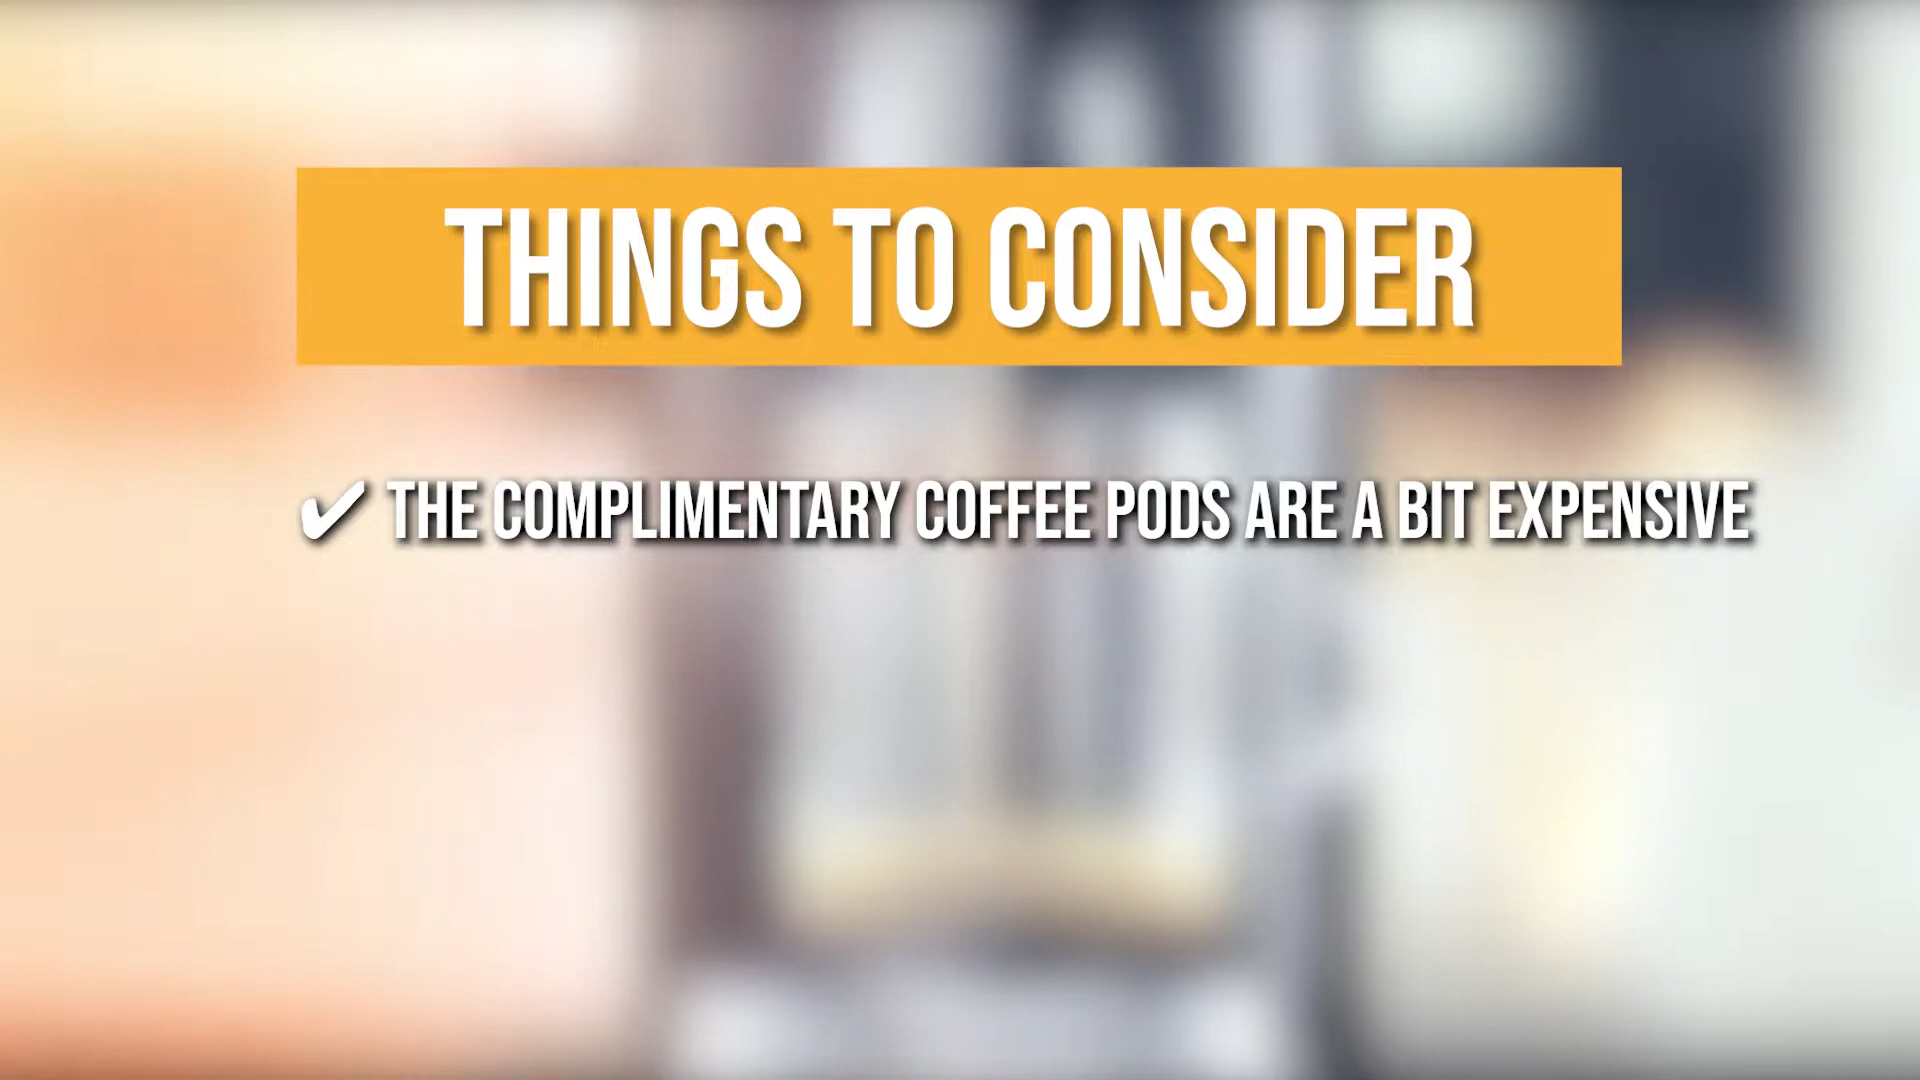 THINGS TO CONSIDER
✔ THE COMPLIMENTARY COFFEE PODS ARE A BIT EXPENSIVE